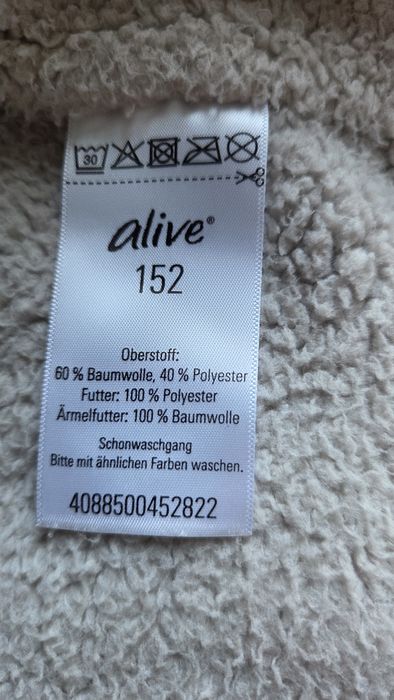 30
alive®
152
Oberstoff:
60 % Baumwolle, 40 % Polyester
Futter: 100 % Polyester
Ärmelfutter: 100 % Baumwolle
Schonwaschgang
Bitte mit ähnlichen Farben waschen.
4088500452822